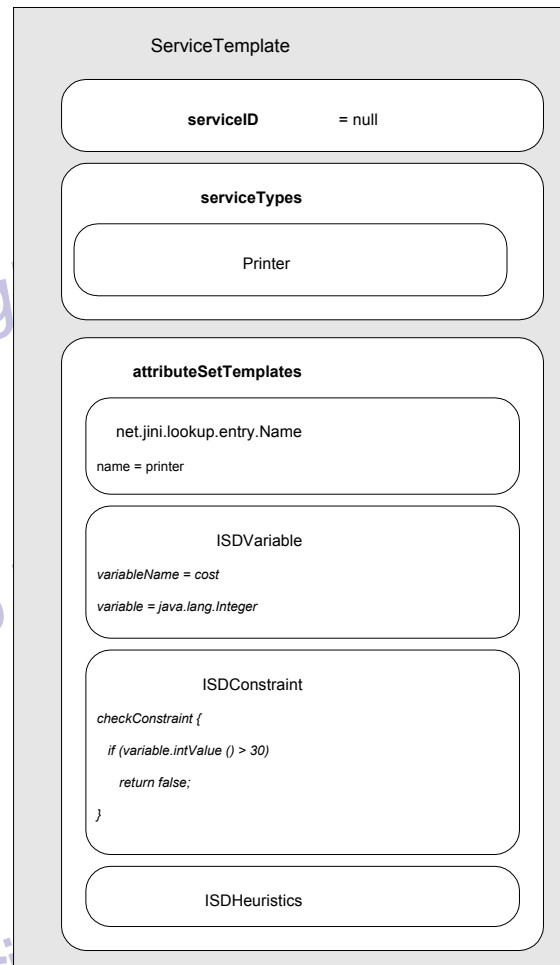 ServiceTemplate
serviceID = null
serviceTypes
Printer
attributeSetTemplates
net.jini.lookup.entry.Name
name = printer
ISDVariable
variableName = cost
variable = java.lang.Integer
ISDConstraint
checkConstraint {
if (variable.intValue () > 30)
return false;
}
ISDHeuristics